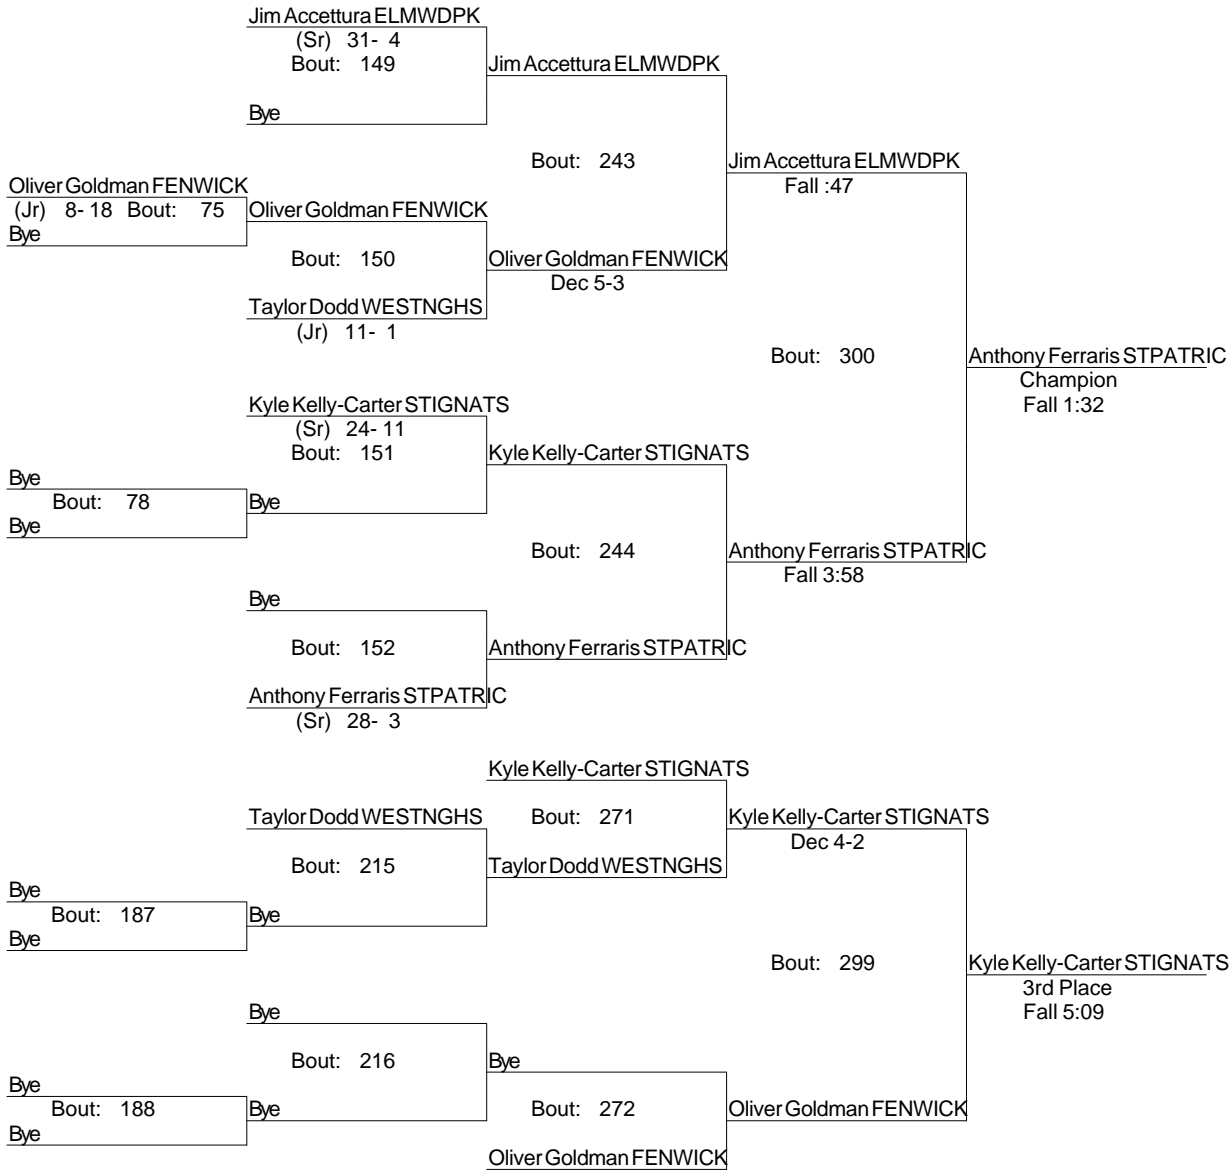 Jim Accettura ELMWDPK
(Sr) 31- 4
Bout: 149
Jim Accettura ELMWDPK
Bye
Bout: 243
Jim Accettura ELMWDPK
Fall :47
Oliver Goldman FENWICK
(Jr) 8- 18 Bout: 75
Bye
Oliver Goldman FENWICK
Bout: 150
Oliver Goldman FENWICK
Dec 5-3
Taylor Dodd WESTNGHS
(Jr) 11- 1
Bout: 300
Anthony Ferraris STPATRIC
Champion
Fall 1:32
Kyle Kelly-Carter STIGNATS
(Sr) 24- 11
Bout: 151
Kyle Kelly-Carter STIGNATS
Bye
Bout: 78
Bye
Bye
Bout: 244
Anthony Ferraris STPATRIC
Fall 3:58
Bye
Bout: 152
Anthony Ferraris STPATRIC
Anthony Ferraris STPATRIC
(Sr) 28- 3
Kyle Kelly-Carter STIGNATS
Taylor Dodd WESTNGHS
Bout: 271
Kyle Kelly-Carter STIGNATS
Dec 4-2
Bout: 215
Taylor Dodd WESTNGHS
Bye
Bout: 187
Bye
Bye
Bout: 299
Kyle Kelly-Carter STIGNATS
3rd Place
Fall 5:09
Bye
Bout: 216
Bye
Bye
Bout: 188
Bye
Bye
Bout: 272
Oliver Goldman FENWICK
Oliver Goldman FENWICK